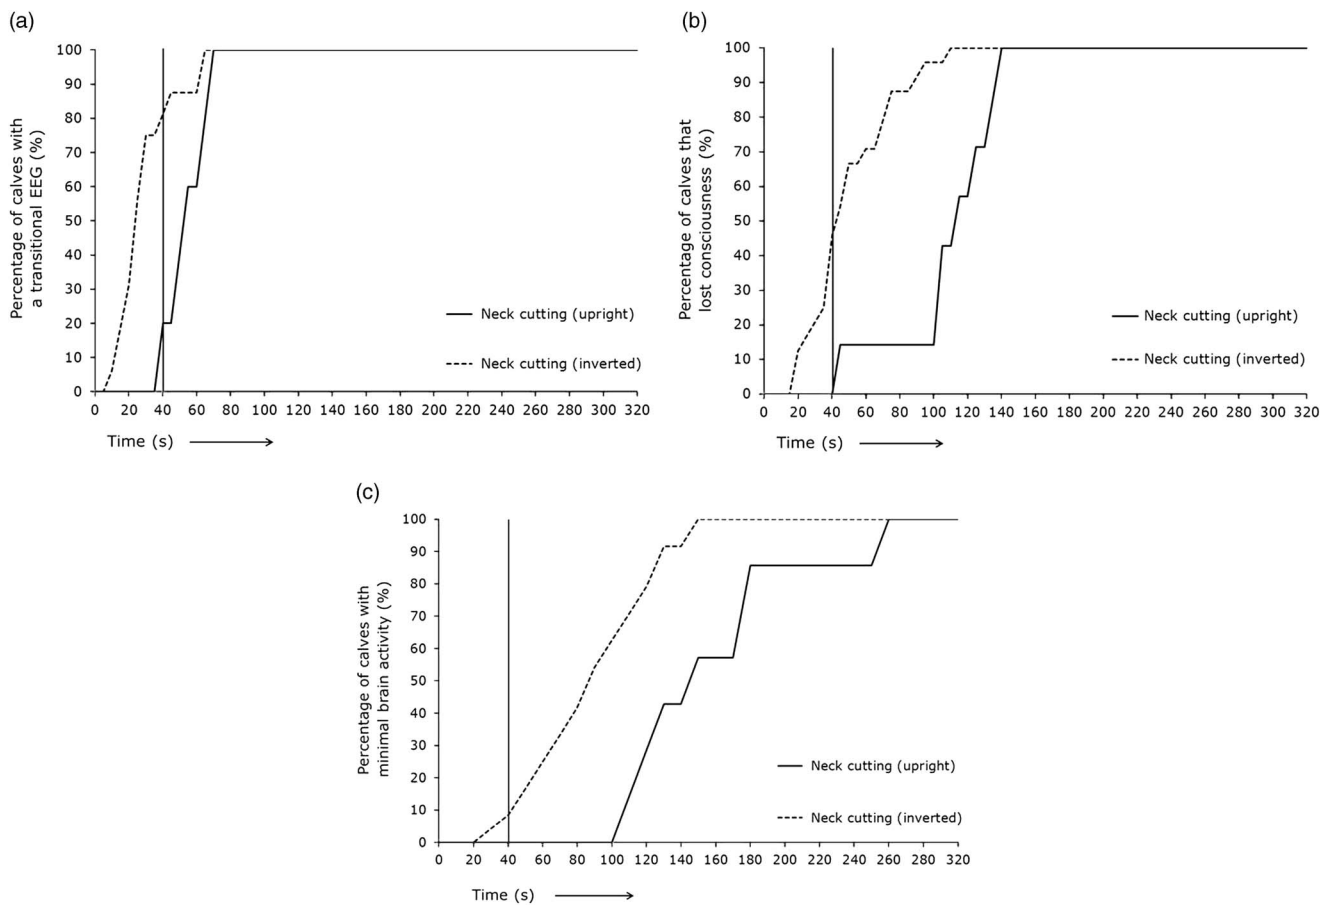 (a)
Percentage of calves with
a transitional EEG (%)
100
90
80
70
60
50
40
30
20
10
0
0 20 40 60 80 100 120 140 160 180 200 220 240 260 280 300 320
Time (s)
Neck cutting (upright)
Neck cutting (inverted)
(b)
Percentage of calves that
lost consciousness (%)
100
90
80
70
60
50
40
30
20
10
0
0 20 40 60 80 100 120 140 160 180 200 220 240 260 280 300 320
Time (s)
Neck cutting (upright)
Neck cutting (inverted)
(c)
Percentage of calves with
minimal brain activity (%)
100
90
80
70
60
50
40
30
20
10
0
0 20 40 60 80 100 120 140 160 180 200 220 240 260 280 300 320
Time (s)
Neck cutting (upright)
Neck cutting (inverted)